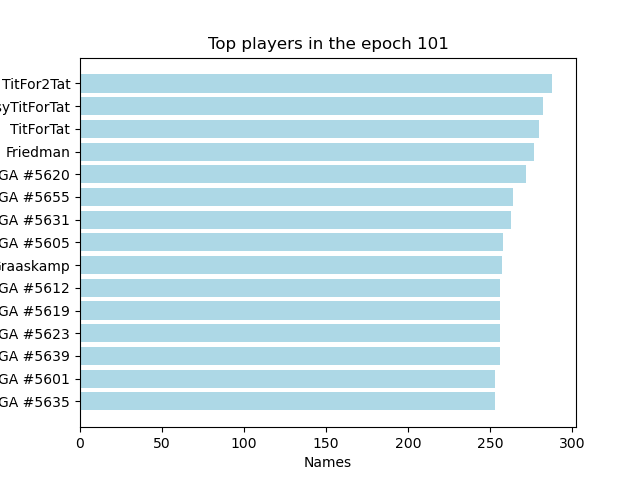 Top players in the epoch 101
TitFor2Tat
syTitForTat
TitForTat
Friedman
GA #5620
GA #5655
GA #5631
GA #5605
Graaskamp
GA #5612
GA #5619
GA #5623
GA #5639
GA #5601
GA #5635
0 50 100 150 200 250 300
Names